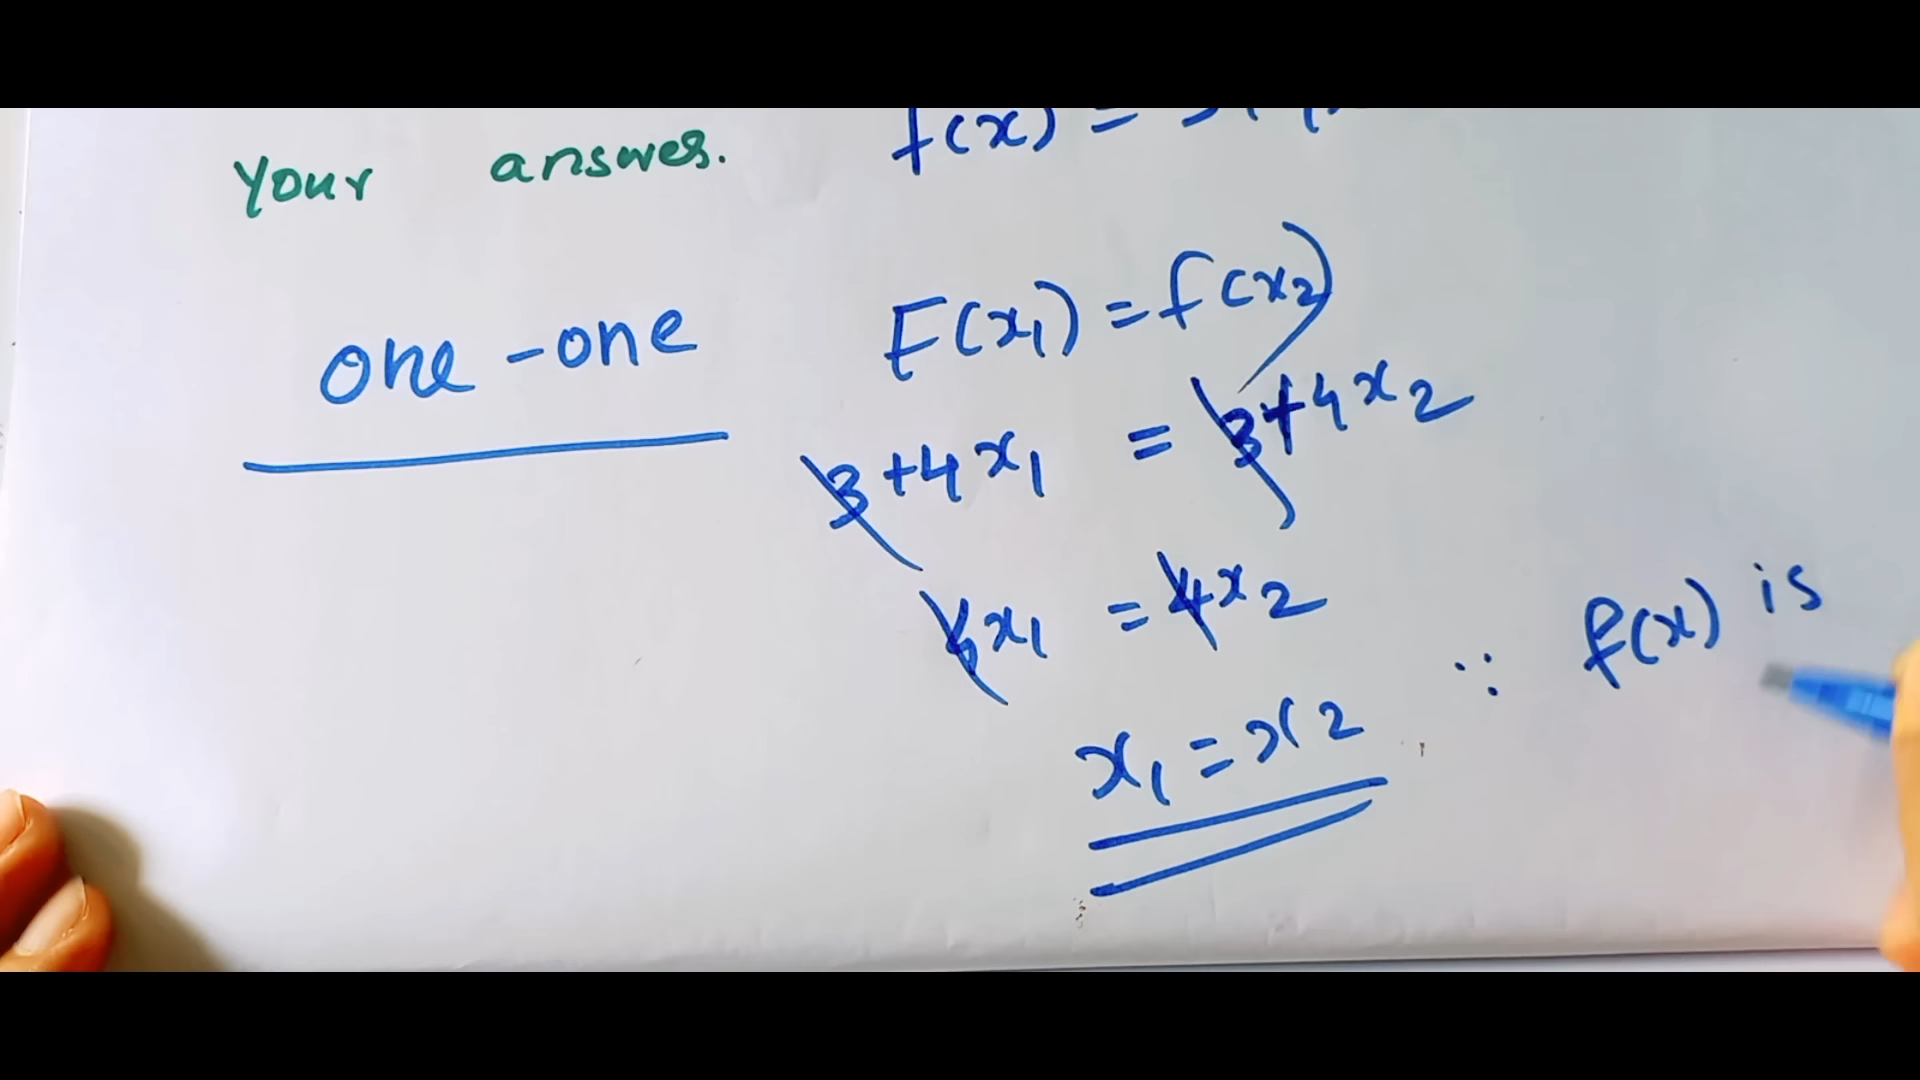 your answer.
f(x) =
one-one
F(x₁) = f(x₂)
3+4x₁ = 3+4x₂
4x₁ = 4x₂
x₁ = x₂
∵ f(x) is